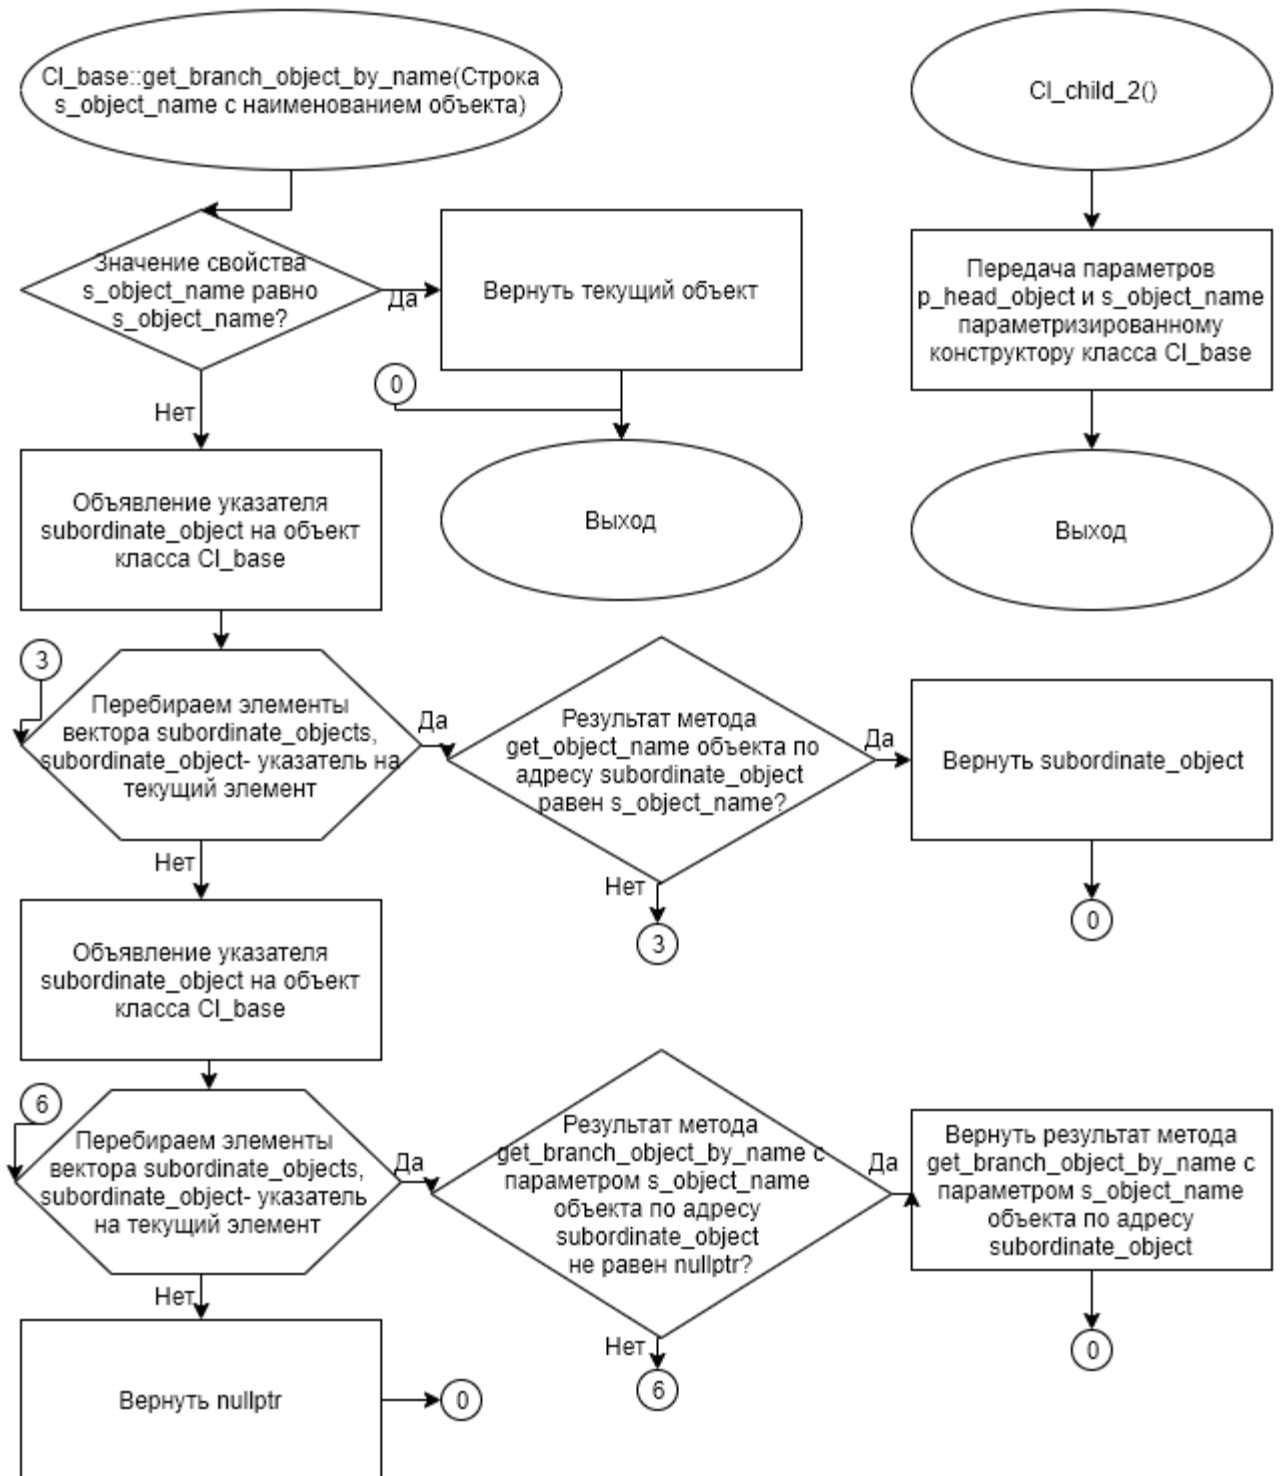 Cl_base::get_branch_object_by_name(Строка
s_object_name с наименованием объекта)
Cl_child_2()
Значение свойства
s_object_name равно
s_object_name?
Да
Вернуть текущий объект
Передача параметров
p_head_object и s_object_name
параметризированному
конструктору класса Cl_base
0
Нет
Выход
Выход
Объявление указателя
subordinate_object на объект
класса Cl_base
3
Перебираем элементы
вектора subordinate_objects,
subordinate_object- указатель на
текущий элемент
Да
Результат метода
get_object_name объекта по
адресу subordinate_object
равен s_object_name?
Да
Вернуть subordinate_object
Нет
Нет
3
0
Объявление указателя
subordinate_object на объект
класса Cl_base
6
Перебираем элементы
вектора subordinate_objects,
subordinate_object- указатель
на текущий элемент
Да
Результат метода
get_branch_object_by_name с
параметром s_object_name
объекта по адресу
subordinate_object
не равен nullptr?
Да
Вернуть результат метода
get_branch_object_by_name с
параметром s_object_name
объекта по адресу
subordinate_object
Нет
Нет
6
0
Вернуть nullptr
0